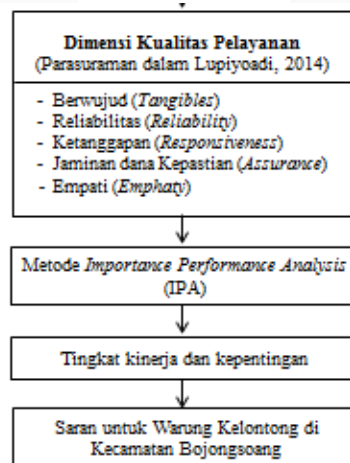 Dimensi Kualitas Pelayanan
(Parasuraman dalam Lupiyoadi, 2014)
- Berwujud (Tangibles)
- Reliabilitas (Reliability)
- Ketanggapan (Responsiveness)
- Jaminan dana Kepastian (Assurance)
- Empati (Emphaty)
Metode Importance Performance Analysis
(IPA)
Tingkat kinerja dan kepentingan
Saran untuk Warung Kelontong di
Kecamatan Bojongsoang